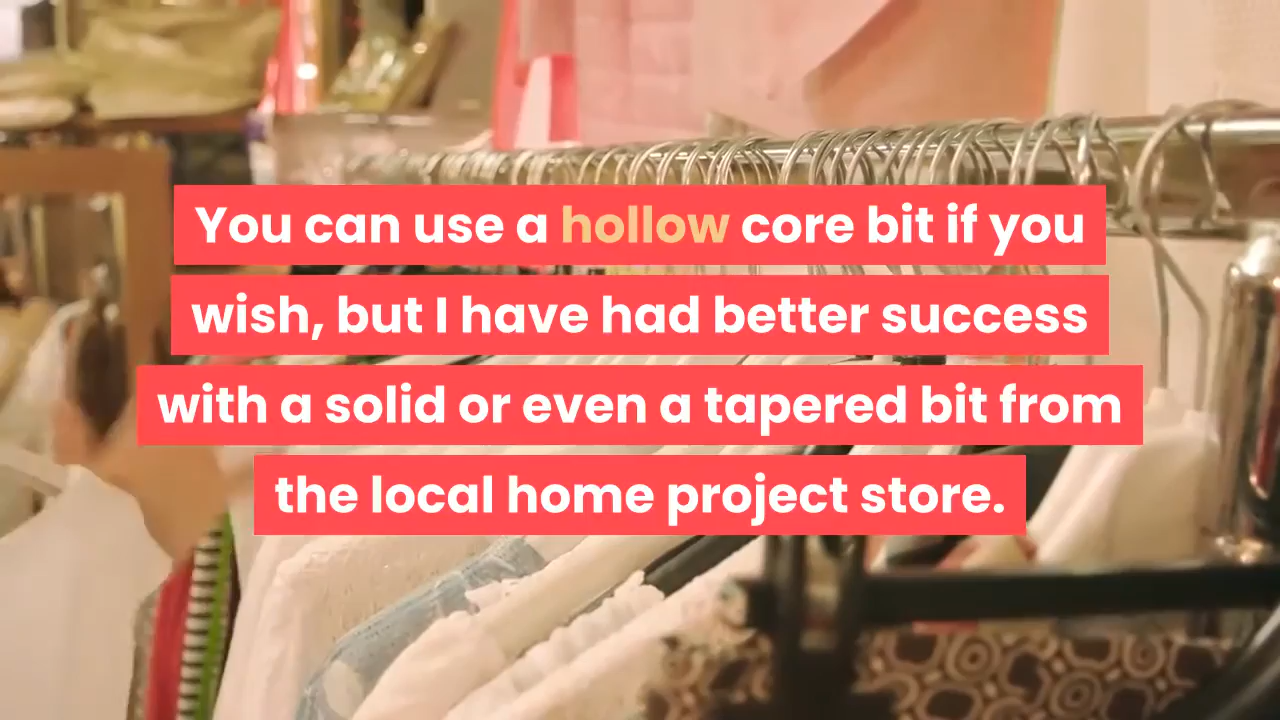 You can use a hollow core bit if you
wish, but I have had better success
with a solid or even a tapered bit from
the local home project store.